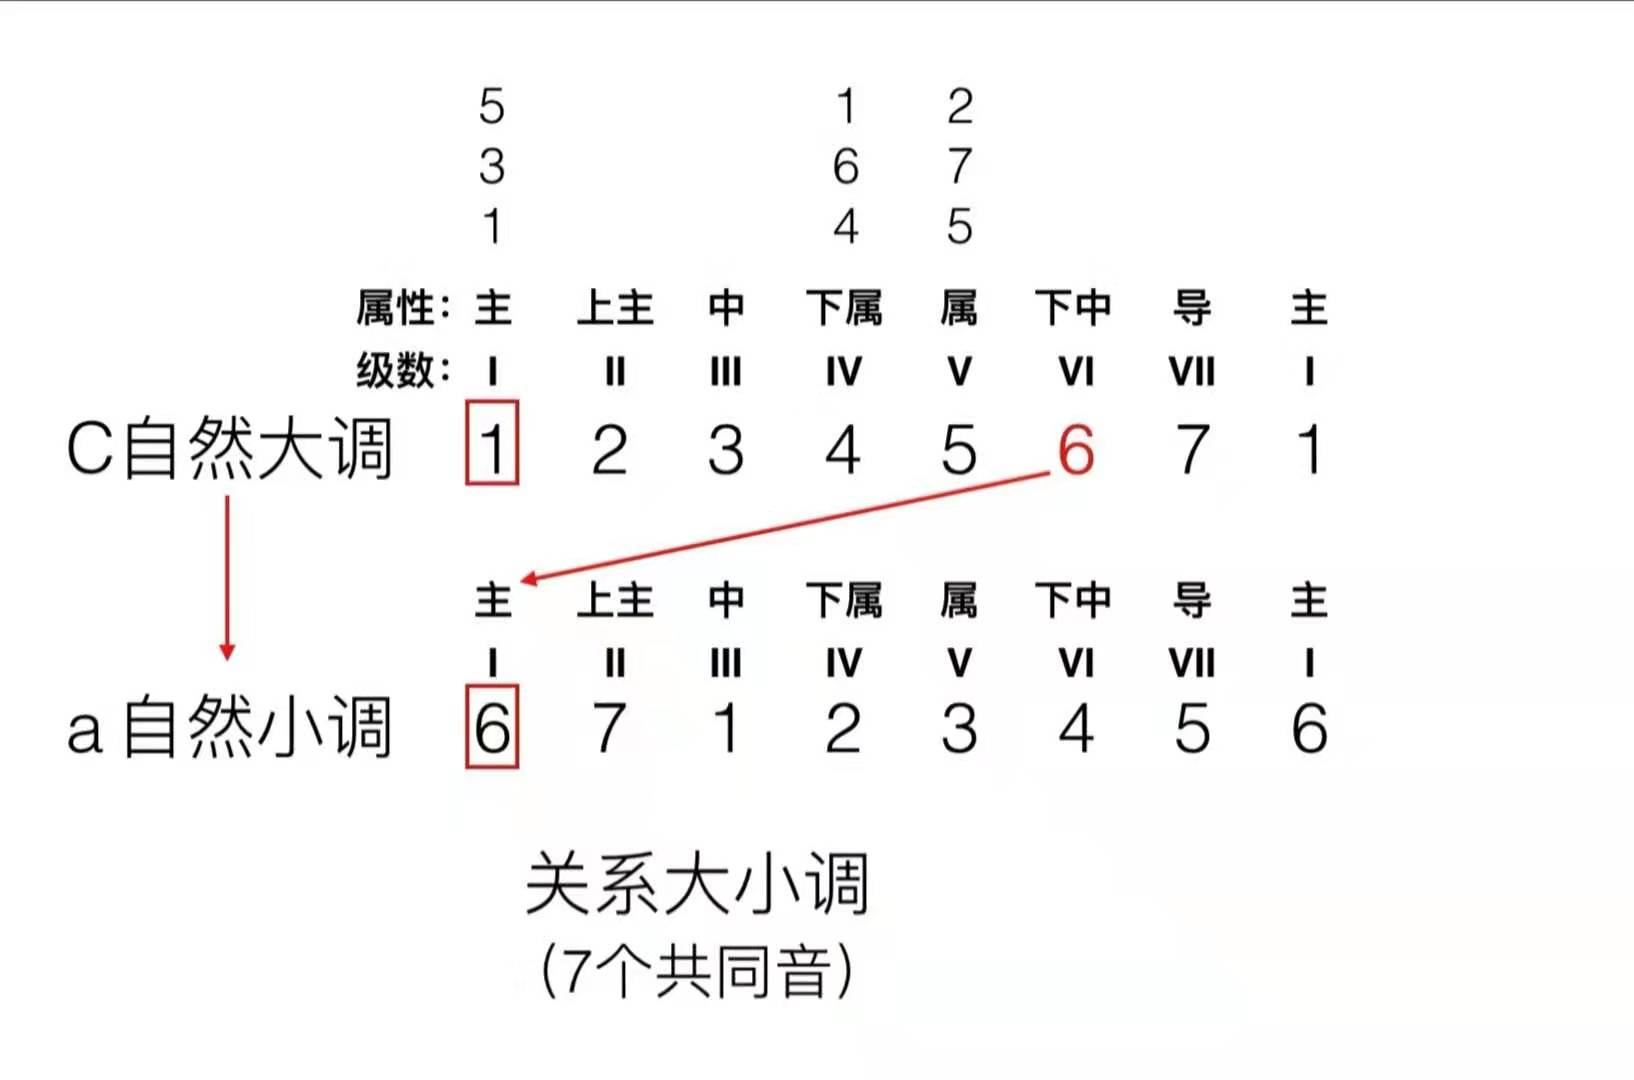 5 1 2
3 6 7
1 4 5
属性： 主 上主 中 下属 属 下中 导 主
级数： I II III IV V VI VII I
C自然大调 1 2 3 4 5 6 7 1
主 上主 中 下属 属 下中 导 主
I II III IV V VI VII I
a自然小调 6 7 1 2 3 4 5 6
关系大小调
（7个共同音）